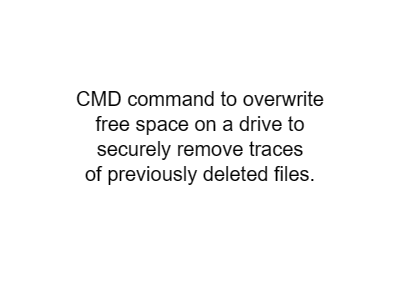 CMD command to overwrite
free space on a drive to
securely remove traces
of previously deleted files.